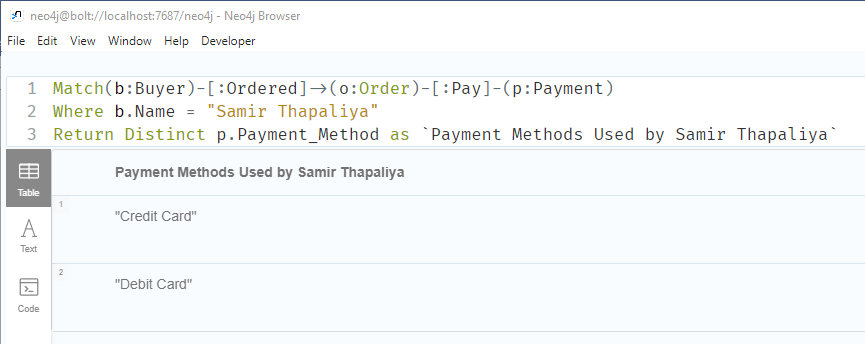 neo4j@bolt://localhost:7687/neo4j - Neo4j Browser
File Edit View Window Help Developer
1 Match(b:Buyer)-[:Ordered]->(o:Order)-[:Pay]-(p:Payment)
2 Where b.Name = "Samir Thapaliya"
3 Return Distinct p.Payment_Method as `Payment Methods Used by Samir Thapaliya`
Table
Payment Methods Used by Samir Thapaliya
1
"Credit Card"
A
Text
2
"Debit Card"
Code